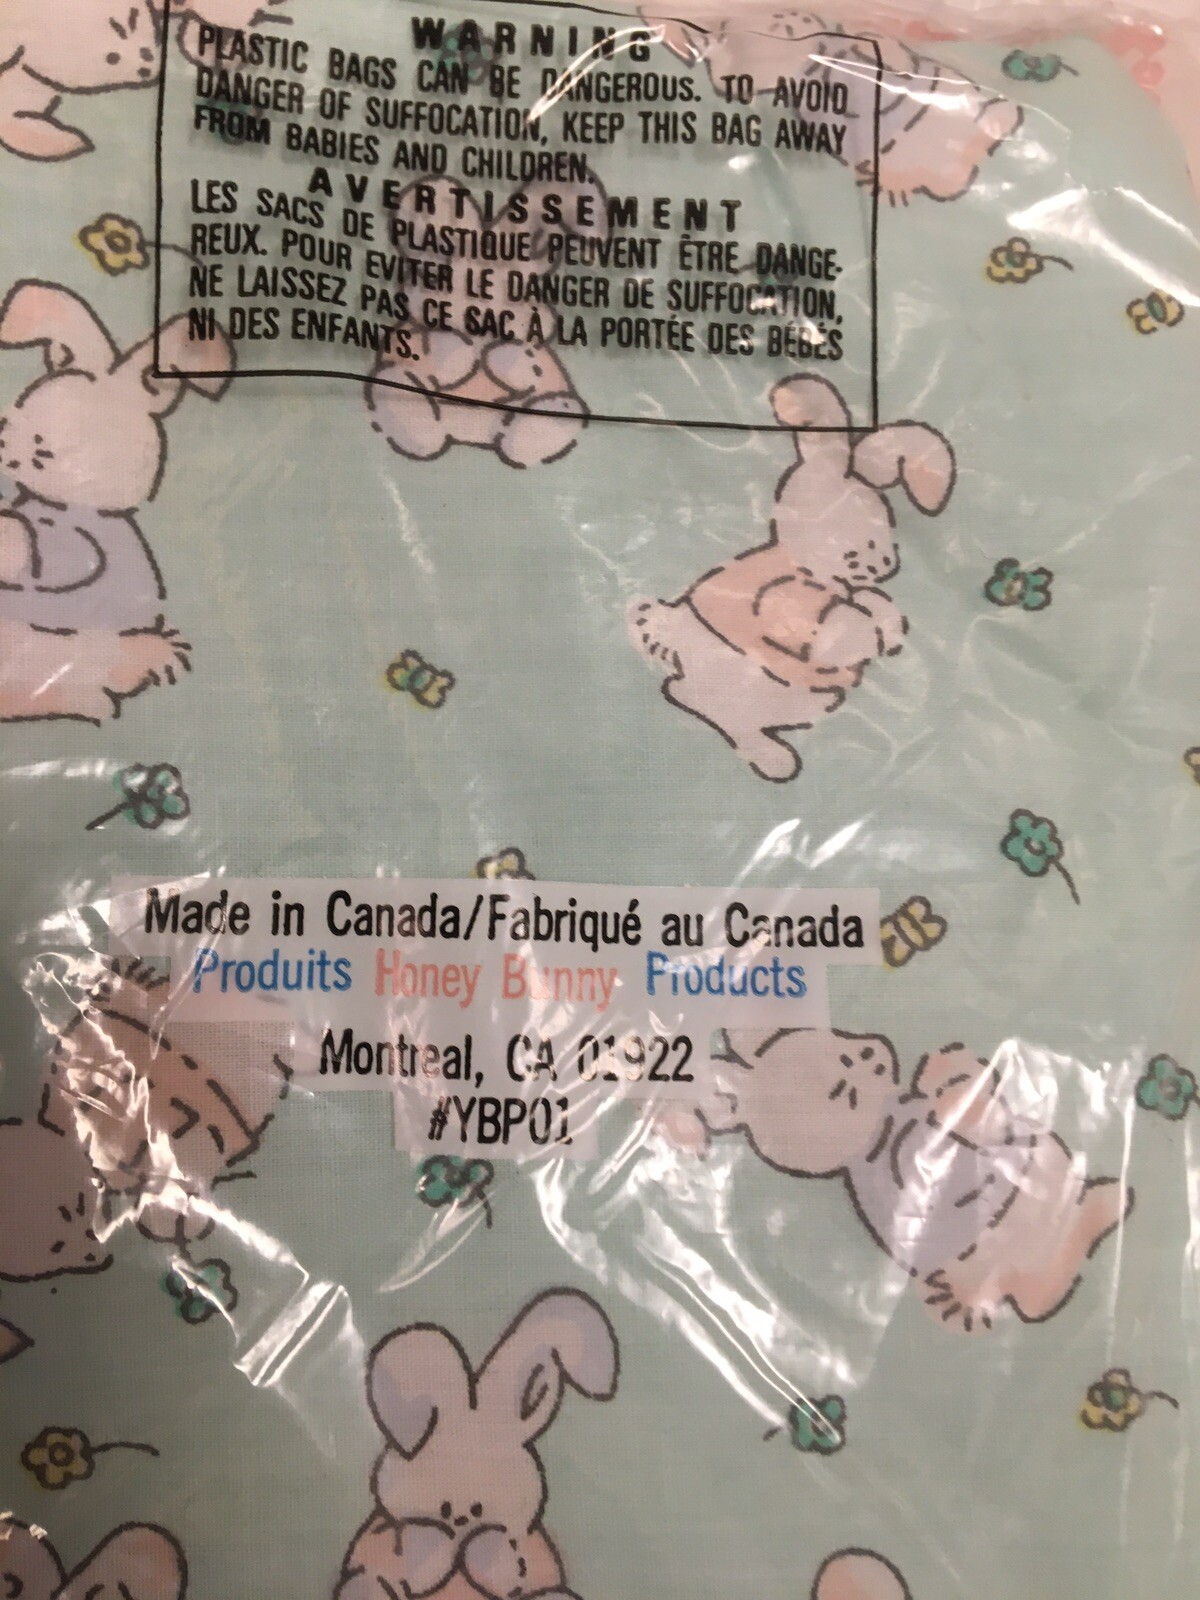 WARNING
PLASTIC BAGS CAN BE DANGEROUS. TO AVOID
DANGER OF SUFFOCATION, KEEP THIS BAG AWAY
FROM BABIES AND CHILDREN.
AVERTISSEMENT
LES SACS DE PLASTIQUE PEUVENT ÊTRE DANGE-
REUX. POUR EVITER LE DANGER DE SUFFOCATION,
NE LAISSEZ PAS CE SAC À LA PORTÉE DES BÉBÉS
NI DES ENFANTS.
Made in Canada/Fabriqué au Canada
Produits Honey Bunny Products
Montreal, CA 01922
#YBP01